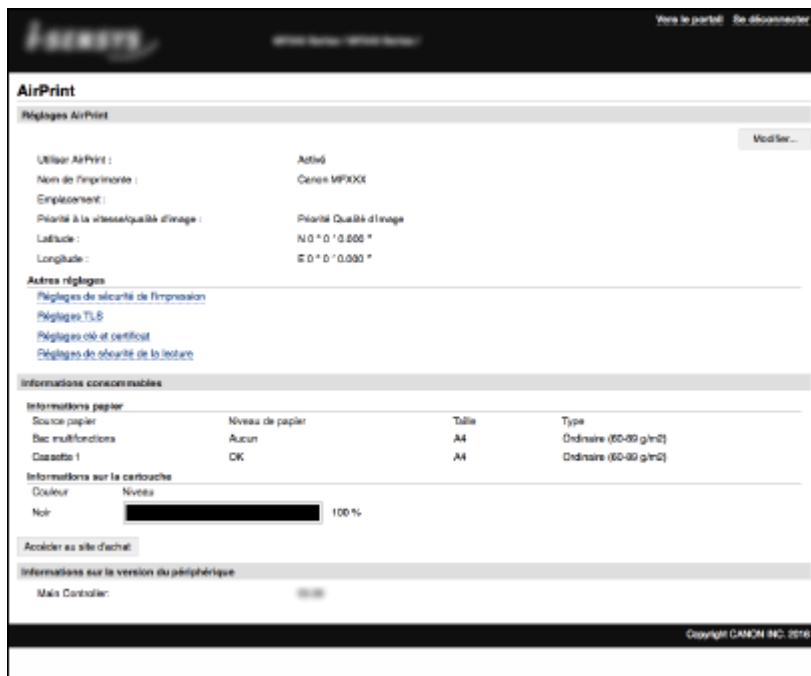 Vers le portail Se déconnecter
i-SENSYS
AirPrint
Réglages AirPrint
Modifier...
Utiliser AirPrint : Activé
Nom de l'imprimante : Canon MFXXX
Emplacement :
Priorité à la vitesse/qualité d'image : Priorité Qualité d'image
Latitude : N 0 ° 0 ' 0.000 "
Longitude : E 0 ° 0 ' 0.000 "
Autres réglages
Réglages de sécurité de l'impression
Réglages TLS
Réglages clé et certificat
Réglages de sécurité de la lecture
Informations consommables
Informations papier
Source papier Niveau de papier Taille Type
Bac multifonctions Aucun A4 Ordinaire (60-89 g/m2)
Cassette 1 OK A4 Ordinaire (60-89 g/m2)
Informations sur la cartouche
Couleur Niveau
Noir 100 %
Accéder au site d'achat
Informations sur la version du périphérique
Main Controller:
Copyright CANON INC. 2016